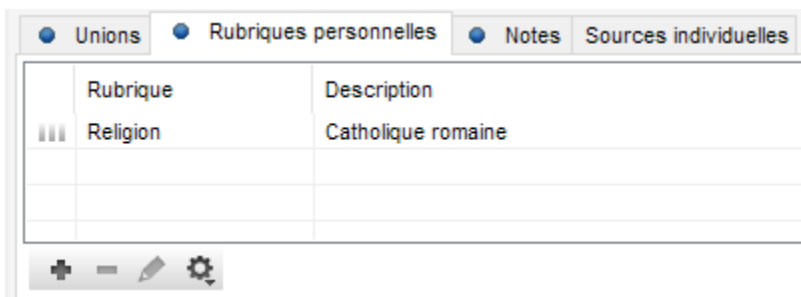 Unions Rubriques personnelles Notes Sources individuelles
Rubrique Description
Religion Catholique romaine